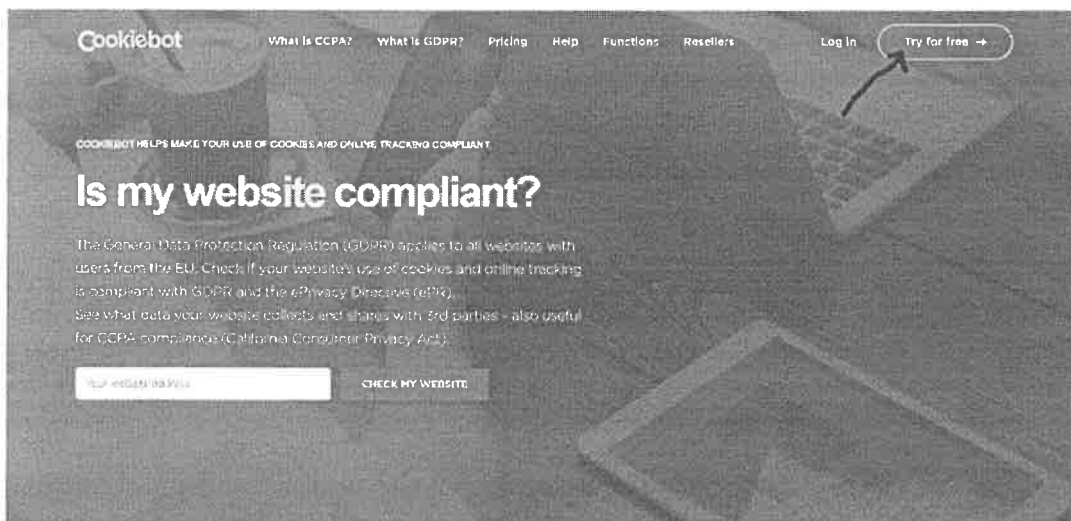 Cookiebot What is CCPA? What is GDPR? Pricing Help Functions Resellers Log in Try for free →
COOKIEBOT HELPS MAKE YOUR USE OF COOKIES AND ONLINE TRACKING COMPLIANT
Is my website compliant?
The General Data Protection Regulation (GDPR) applies to all websites with
users from the EU. Check if your website's use of cookies and online tracking
is compliant with GDPR and the ePrivacy Directive (ePR).
See what data your website collects and shares with 3rd parties - also useful
for CCPA compliance (California Consumer Privacy Act).
Your website address CHECK MY WEBSITE